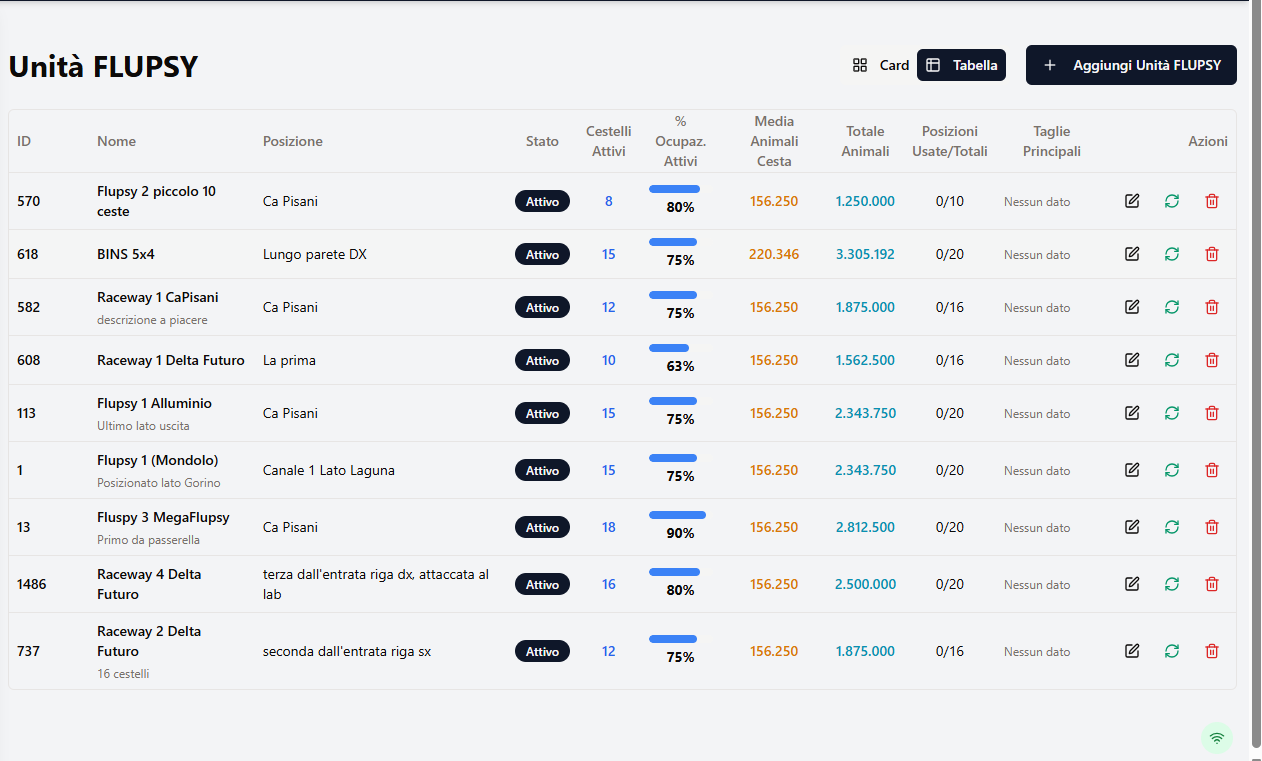 Unità FLUPSY
Card
Tabella
+ Aggiungi Unità FLUPSY
ID Nome Posizione Stato Cestelli Attivi % Ocupaz. Attivi Media Animali Cesta Totale Animali Posizioni Usate/Totali Taglie Principali Azioni
570 Flupsy 2 piccolo 10 ceste Ca Pisani Attivo 8 80% 156.250 1.250.000 0/10 Nessun dato
618 BINS 5x4 Lungo parete DX Attivo 15 75% 220.346 3.305.192 0/20 Nessun dato
582 Raceway 1 CaPisani descrizione a piacere Ca Pisani Attivo 12 75% 156.250 1.875.000 0/16 Nessun dato
608 Raceway 1 Delta Futuro La prima Attivo 10 63% 156.250 1.562.500 0/16 Nessun dato
113 Flupsy 1 Alluminio Ultimo lato uscita Ca Pisani Attivo 15 75% 156.250 2.343.750 0/20 Nessun dato
1 Flupsy 1 (Mondolo) Posizionato lato Gorino Canale 1 Lato Laguna Attivo 15 75% 156.250 2.343.750 0/20 Nessun dato
13 Fluspy 3 MegaFlupsy Primo da passerella Ca Pisani Attivo 18 90% 156.250 2.812.500 0/20 Nessun dato
1486 Raceway 4 Delta Futuro terza dall'entrata riga dx, attaccata al lab Attivo 16 80% 156.250 2.500.000 0/20 Nessun dato
737 Raceway 2 Delta Futuro 16 cestelli seconda dall'entrata riga sx Attivo 12 75% 156.250 1.875.000 0/16 Nessun dato